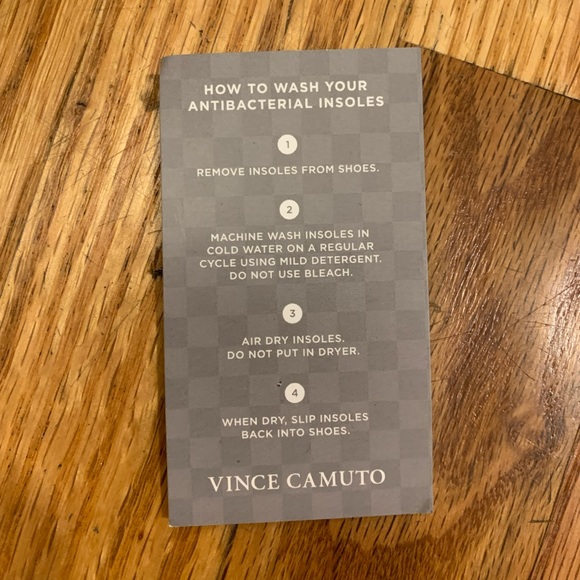 HOW TO WASH YOUR
ANTIBACTERIAL INSOLES
1
REMOVE INSOLES FROM SHOES.
2
MACHINE WASH INSOLES IN
COLD WATER ON A REGULAR
CYCLE USING MILD DETERGENT.
DO NOT USE BLEACH.
3
AIR DRY INSOLES.
DO NOT PUT IN DRYER.
4
WHEN DRY, SLIP INSOLES
BACK INTO SHOES.
VINCE CAMUTO